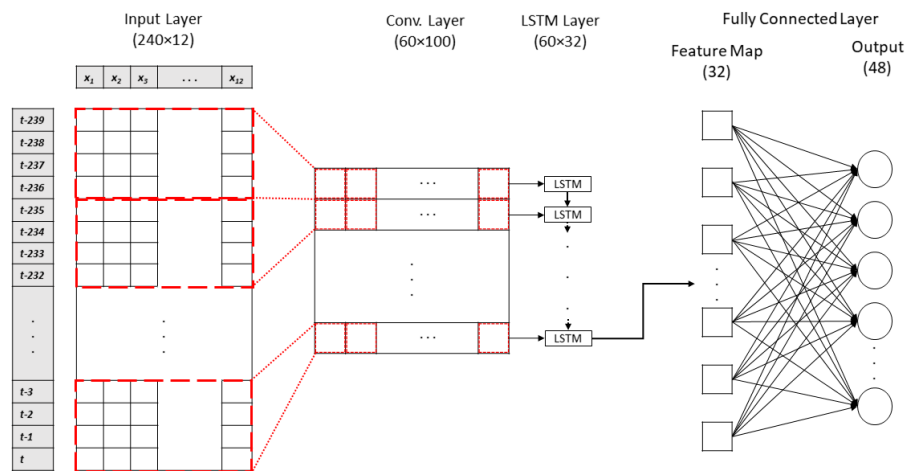 Input Layer
(240×12)
Conv. Layer
(60×100)
LSTM Layer
(60×32)
Fully Connected Layer
Feature Map
(32)
Output
(48)
x1 x2 x3 ... x12
t-239
t-238
t-237
t-236
t-235
t-234
t-233
t-232
t-3
t-2
t-1
t
LSTM
LSTM
LSTM